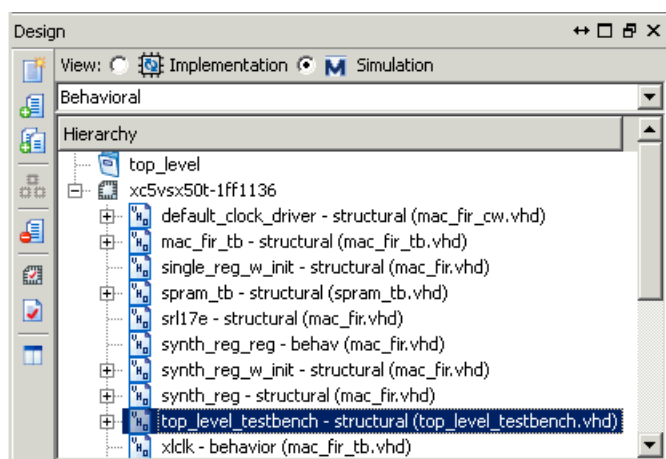 Design
View: Implementation Simulation
Behavioral
Hierarchy
top_level
xc5vsx50t-1ff1136
default_clock_driver - structural (mac_fir_cw.vhd)
mac_fir_tb - structural (mac_fir_tb.vhd)
single_reg_w_init - structural (mac_fir.vhd)
spram_tb - structural (spram_tb.vhd)
srl17e - structural (mac_fir.vhd)
synth_reg_reg - behav (mac_fir.vhd)
synth_reg_w_init - structural (mac_fir.vhd)
synth_reg - structural (mac_fir.vhd)
top_level_testbench - structural (top_level_testbench.vhd)
xlclk - behavior (mac_fir_tb.vhd)